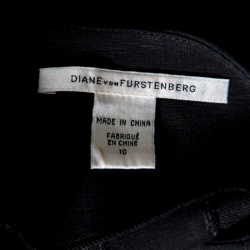 DIANE VON FURSTENBERG
MADE IN CHINA
FABRIQUÉ
EN CHINE
10